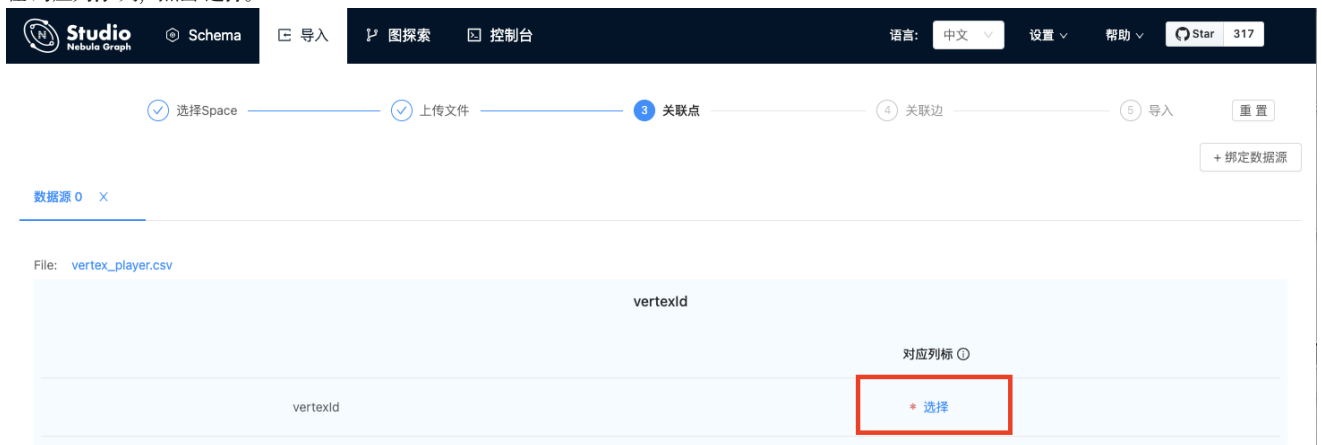 Studio
Nebula Graph
Schema
导入
图探索
控制台
语言:
中文
设置
帮助
Star
317
选择Space
上传文件
3
关联点
4
关联边
5
导入
重 置
+ 绑定数据源
数据源 0
File:
vertex_player.csv
vertexId
对应列标
vertexId
* 选择